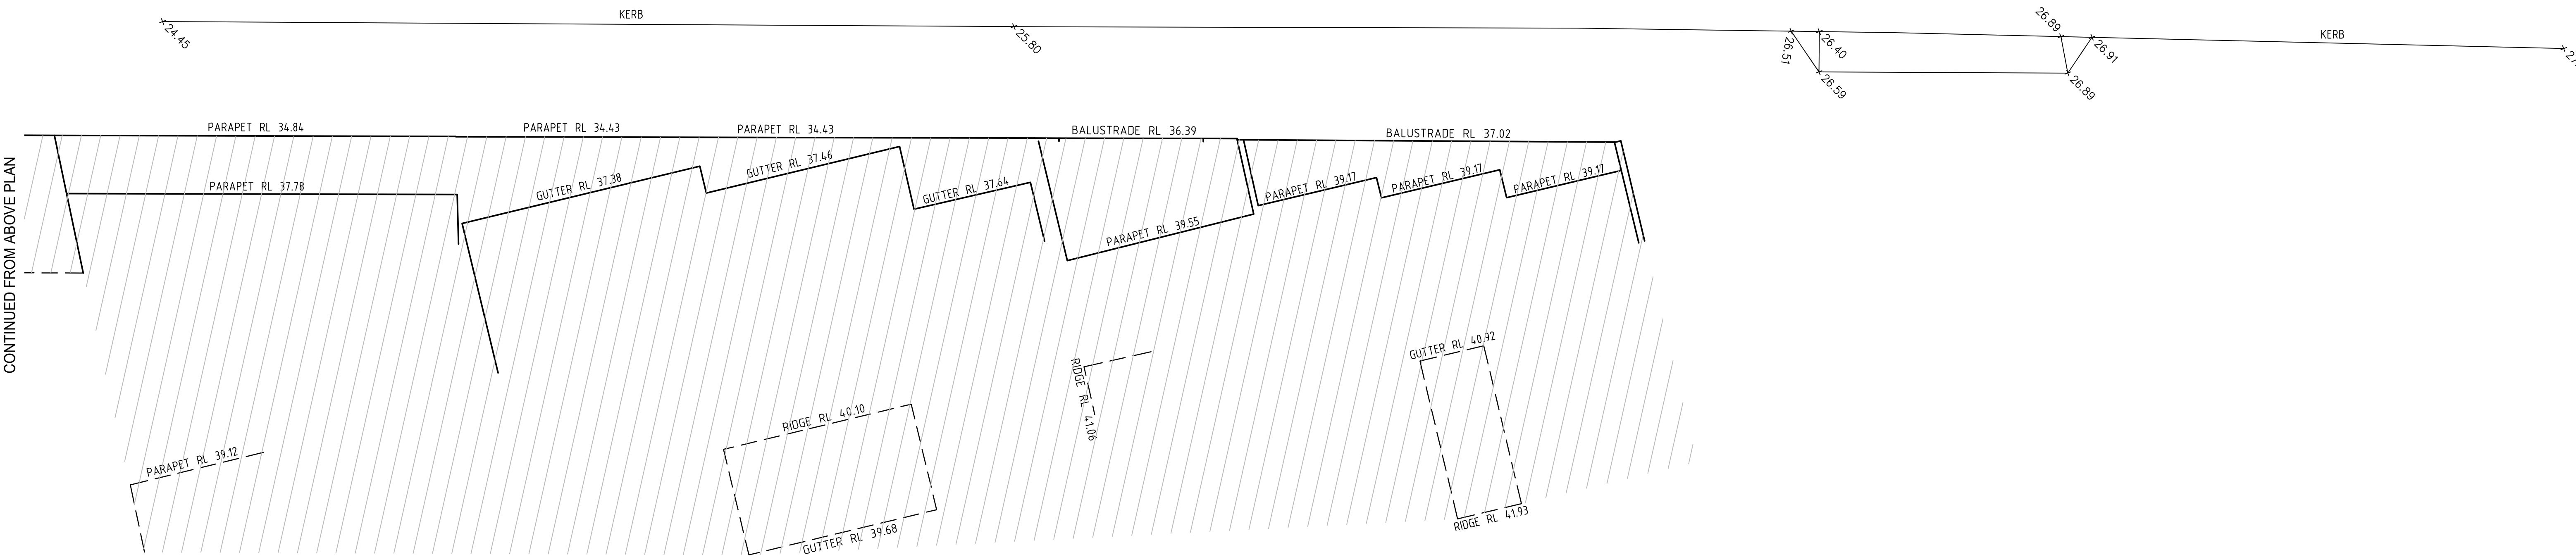 KERB
24.45
25.80
26.51
26.40
26.59
26.89
26.91
26.89
KERB
CONTINUED FROM ABOVE PLAN
PARAPET RL 34.84
PARAPET RL 34.43
PARAPET RL 34.43
BALUSTRADE RL 36.39
BALUSTRADE RL 37.02
PARAPET RL 37.78
GUTTER RL 37.38
GUTTER RL 37.46
GUTTER RL 37.64
PARAPET RL 39.55
PARAPET RL 39.17
PARAPET RL 39.17
PARAPET RL 39.17
RIDGE RL 41.06
GUTTER RL 40.92
RIDGE RL 41.93
RIDGE RL 40.10
GUTTER RL 39.68
PARAPET RL 39.12